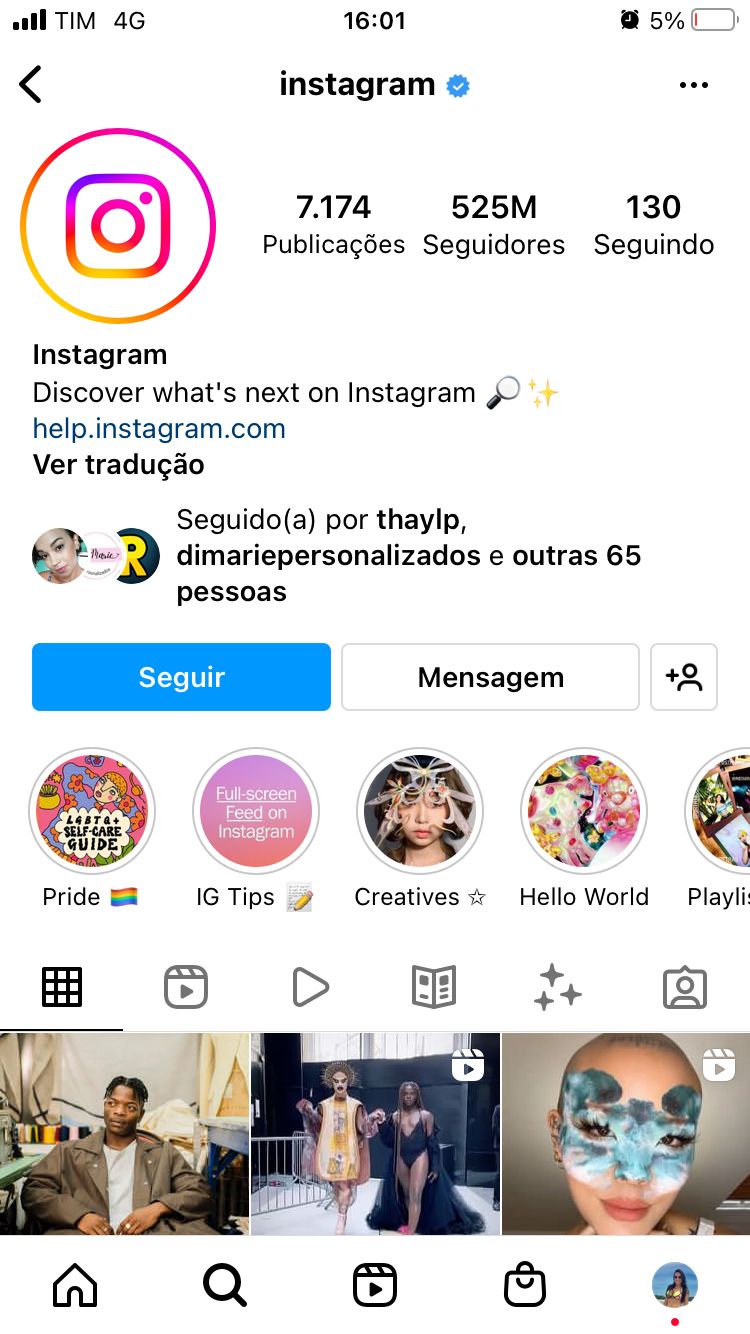 TIM 4G 16:01 5%
instagram
7.174 525M 130
Publicações Seguidores Seguindo
Instagram
Discover what's next on Instagram 🔎✨
help.instagram.com
Ver tradução
Seguido(a) por thaylp,
dimariepersonalizados e outras 65
pessoas
Marie
R
Seguir Mensagem
LGBTQ+
SELF-CARE
GUIDE
Full-screen
Feed on
Instagram
Pride 🏳️‍🌈 IG Tips 📝 Creatives ☆ Hello World Playlis